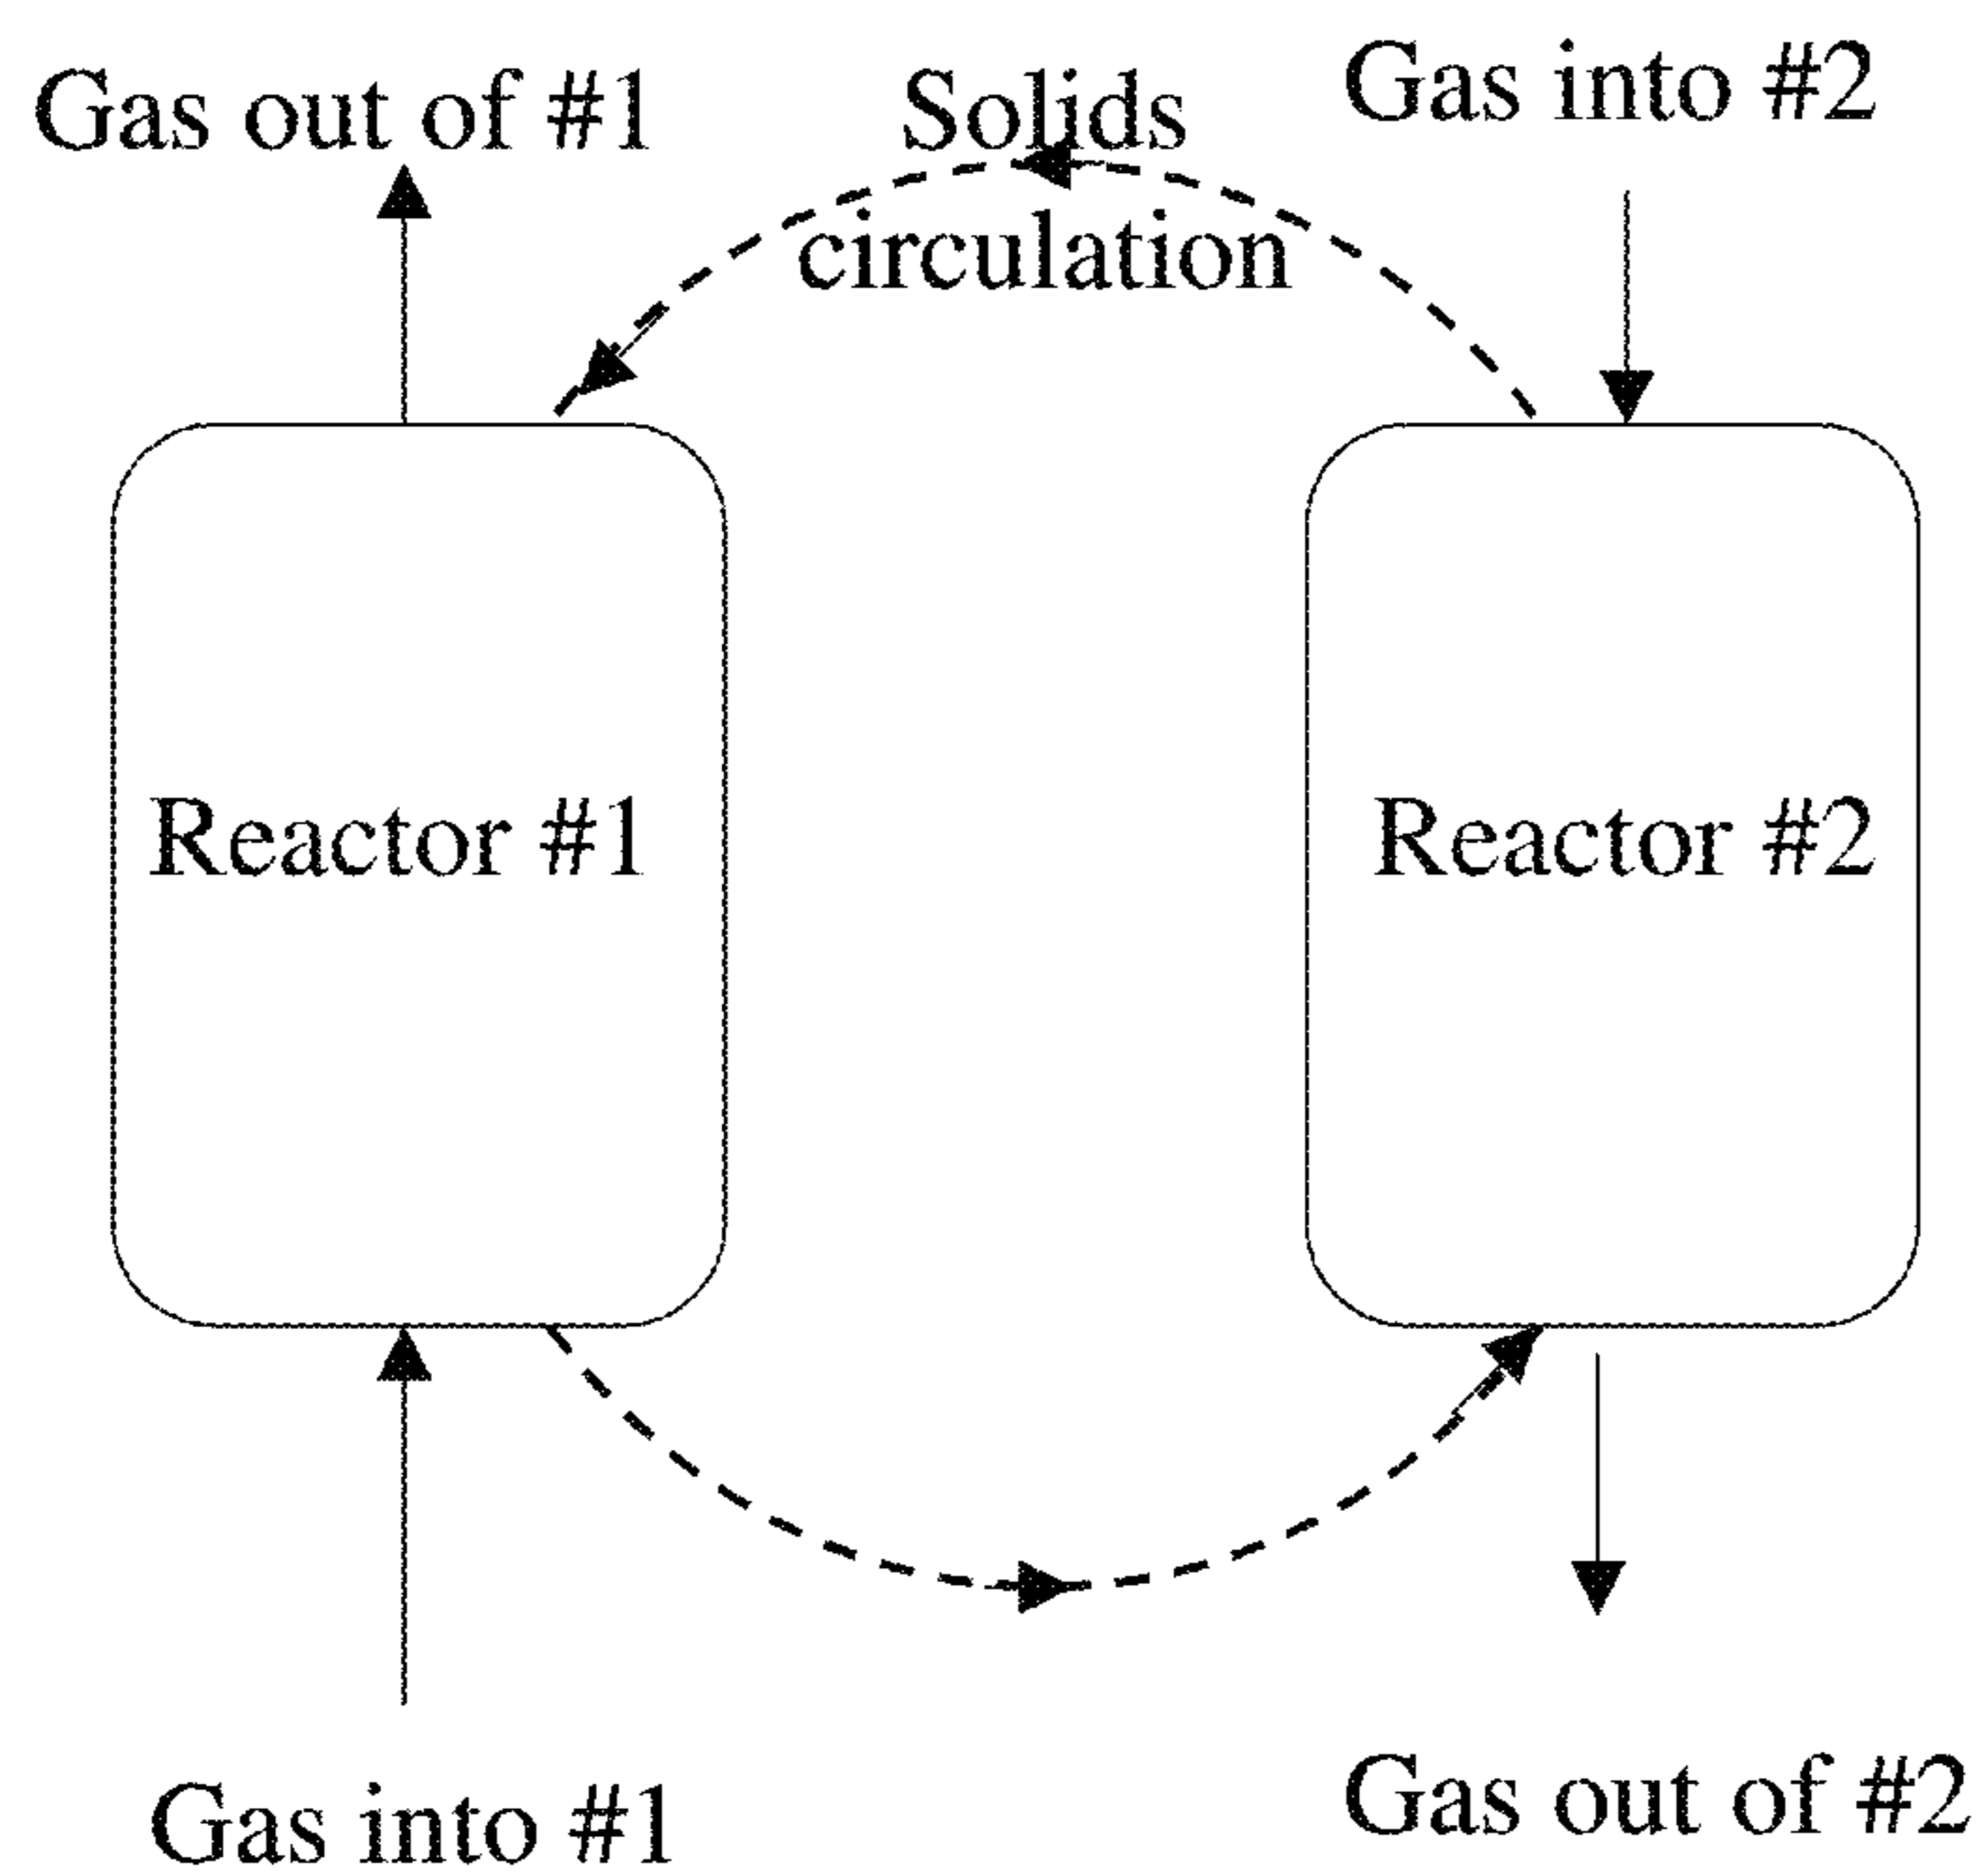 Gas out of #1
Solids
circulation
Gas into #2
Reactor #1
Reactor #2
Gas into #1
Gas out of #2